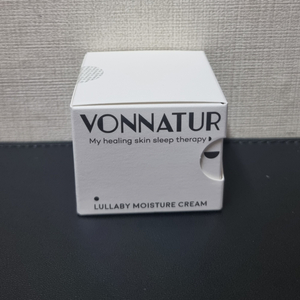 VONNATUR
My healing skin sleep therapy
LULLABY MOISTURE CREAM